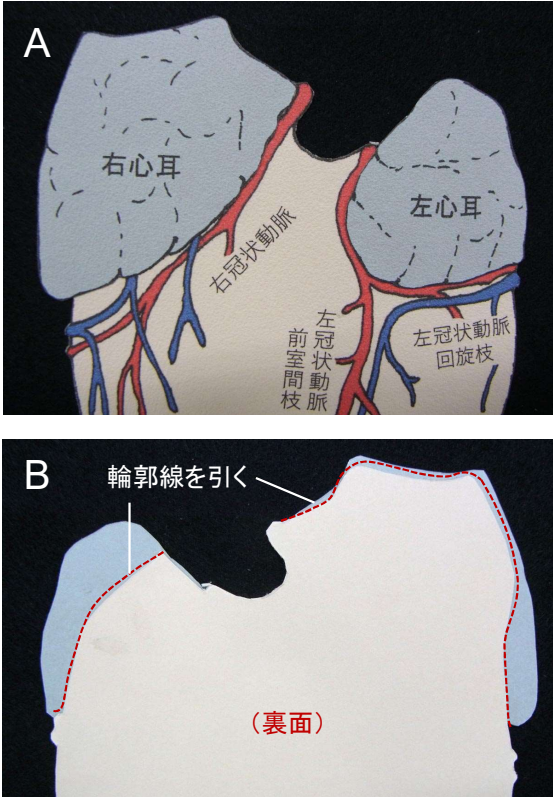 A
右心耳
左心耳
右冠状動脈
左冠状動脈
前室間枝
左冠状動脈
回旋枝
B
輪郭線を引く
(裏面)